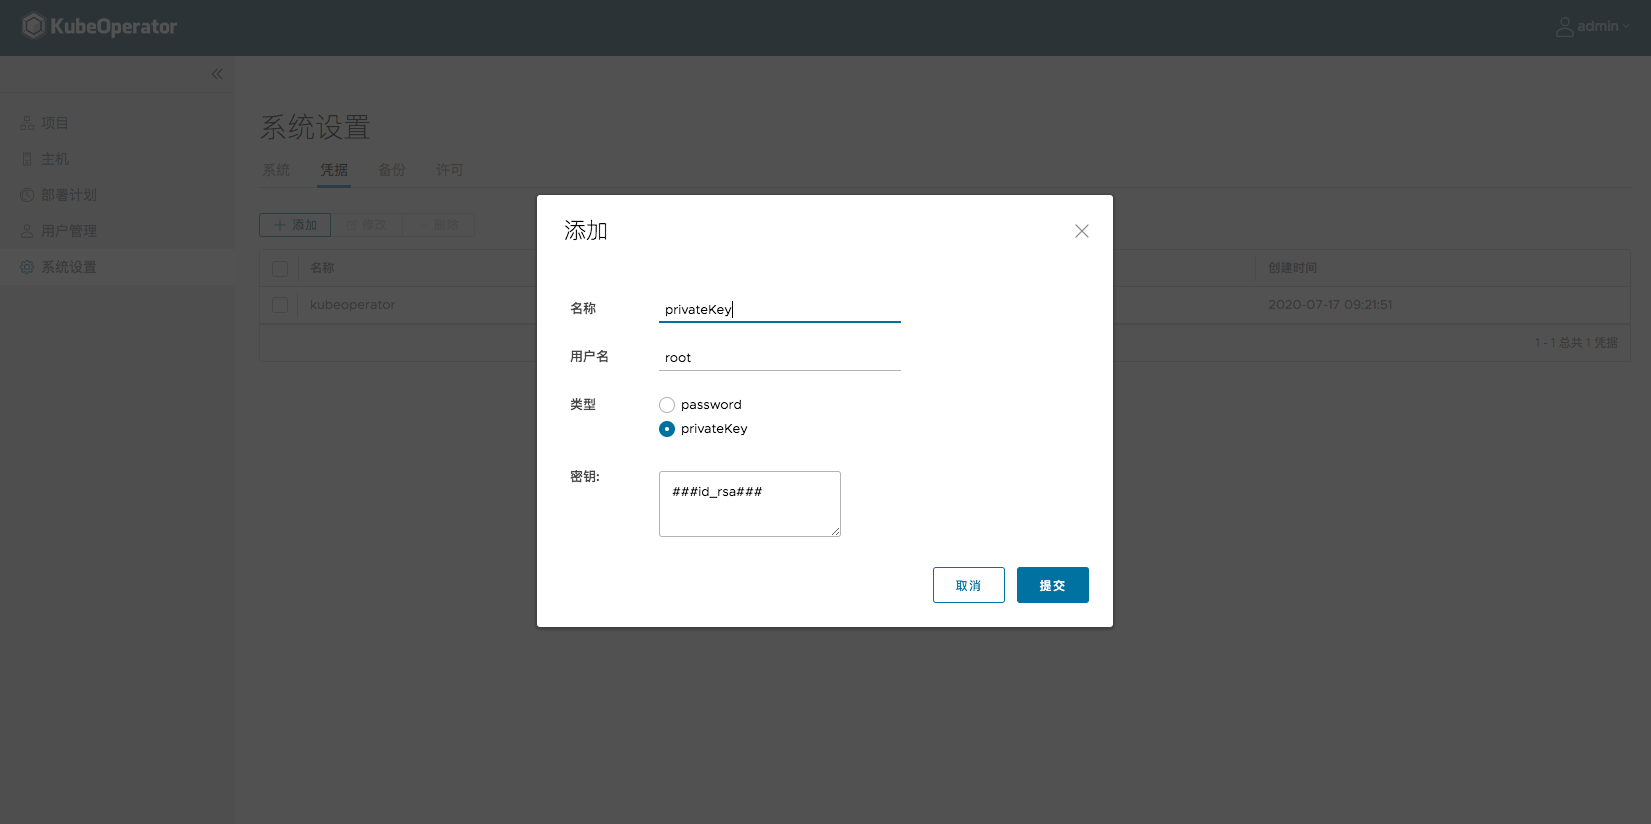 KubeOperator
admin
项目
主机
部署计划
用户管理
系统设置
系统设置
系统 凭据 备份 许可
添加 修改 删除
名称 创建时间
kubeoperator 2020-07-17 09:21:51
1 - 1 总共 1 凭据
添加
名称 privateKey
用户名 root
类型 password
privateKey
密钥: ###id_rsa###
取消 提交